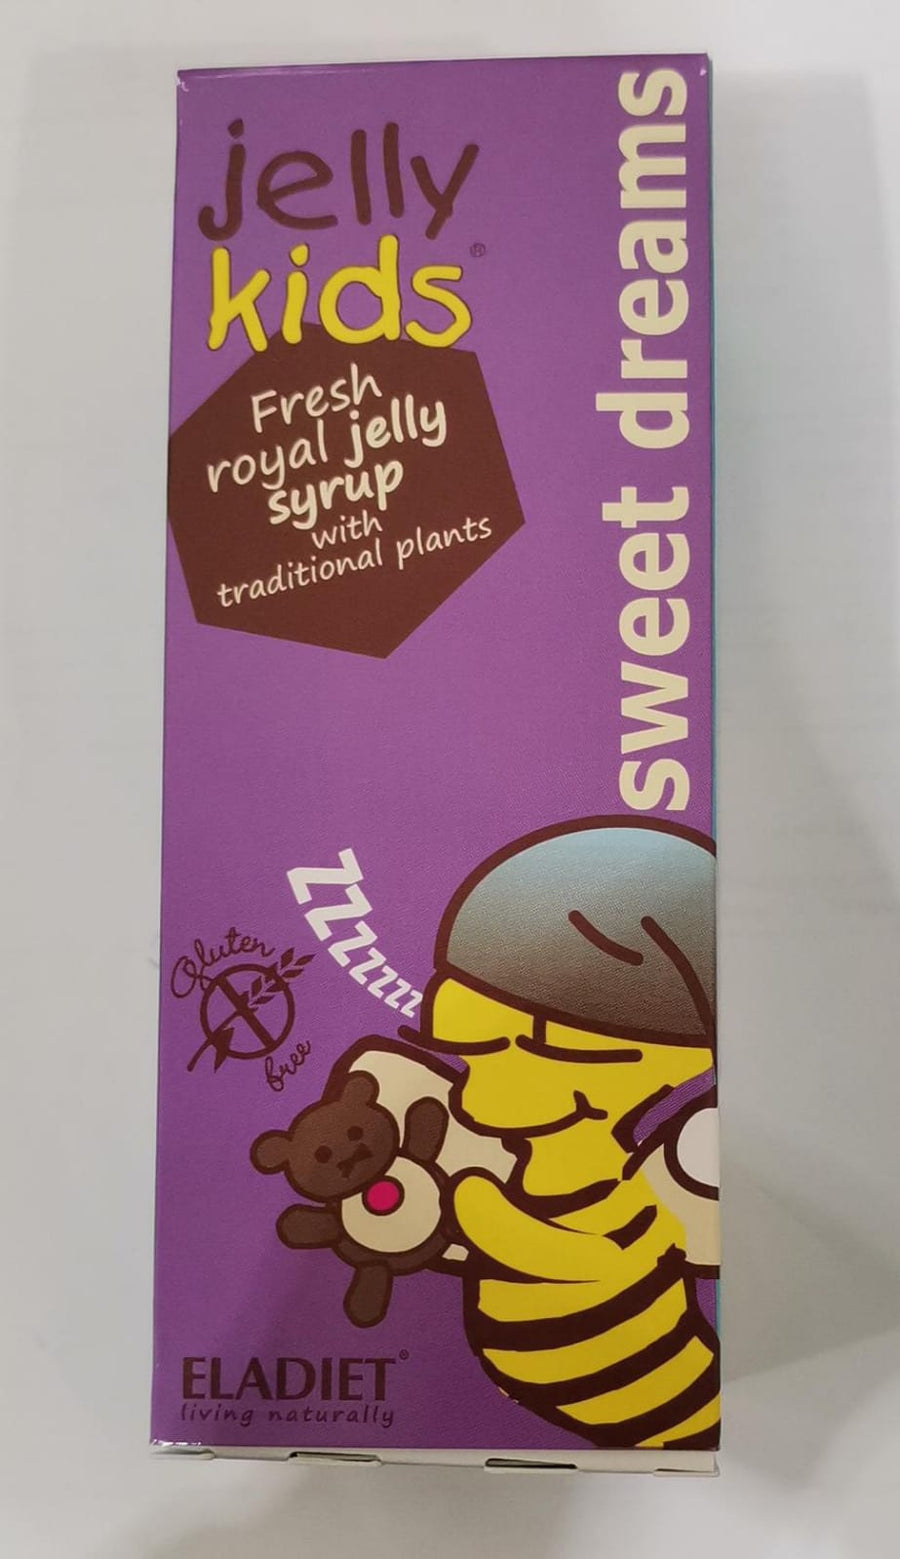 jelly
kids®
Fresh
royal jelly
syrup
with
traditional plants
sweet dreams
ZZzzzzz
Gluten
free
ELADIET®
living naturally